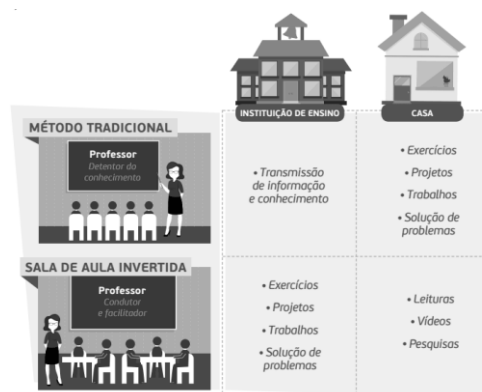 INSTITUIÇÃO DE ENSINO
CASA
MÉTODO TRADICIONAL
Professor
Detentor do
conhecimento
• Transmissão
de informação
e conhecimento
• Exercícios
• Projetos
• Trabalhos
• Solução de
problemas
SALA DE AULA INVERTIDA
Professor
Condutor
e facilitador
• Exercícios
• Projetos
• Trabalhos
• Solução de
problemas
• Leituras
• Vídeos
• Pesquisas